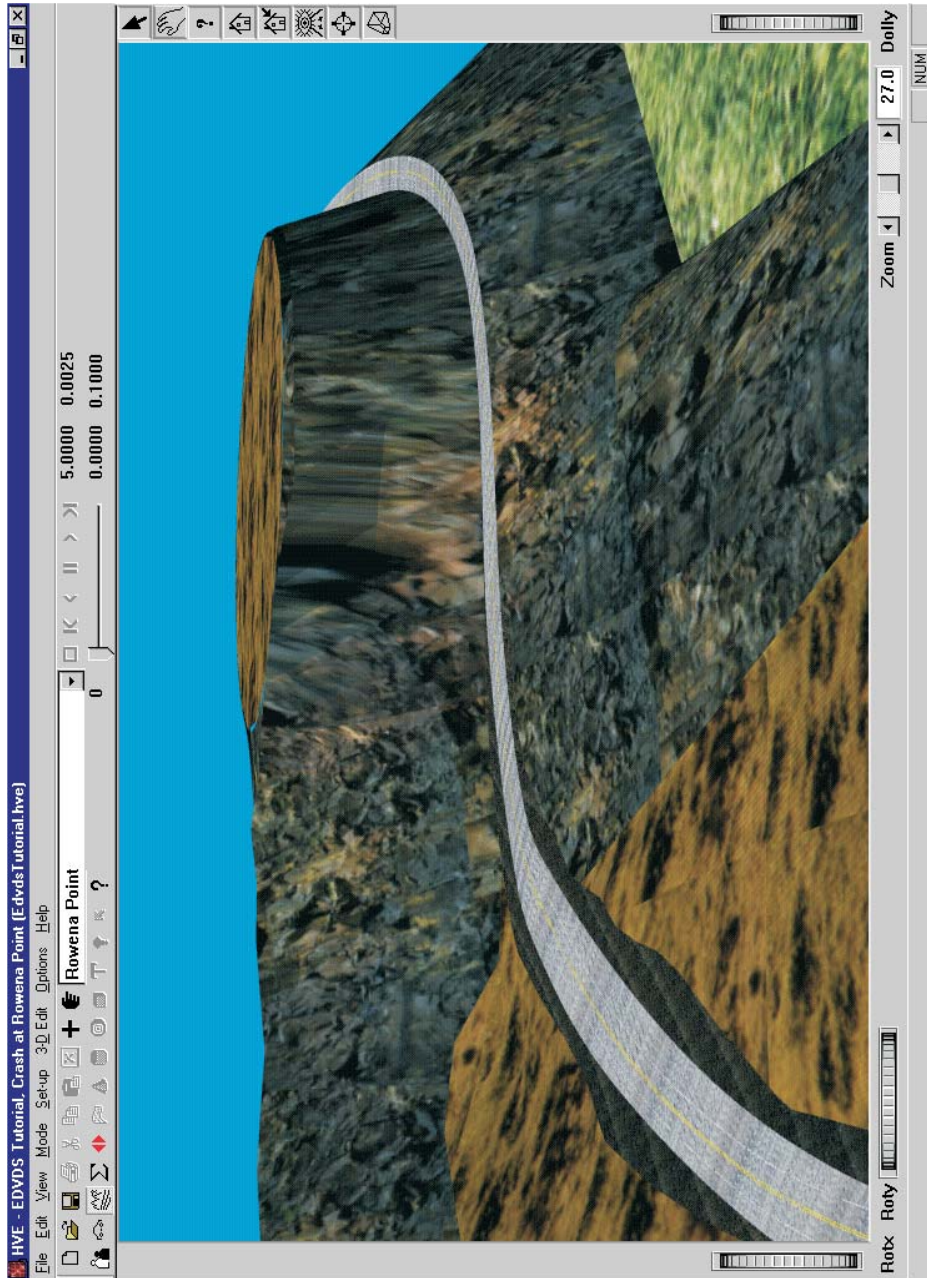 HVE - EDVDS Tutorial, Crash at Rowena Point (EdvdsTutorial.hve)
File Edit View Mode Set-up 3-D Edit Options Help
Rowena Point
5.0000 0.0025
?
0
0.0000 0.1000
?
Rotx Roty
Zoom
27.0
Dolly
NUM